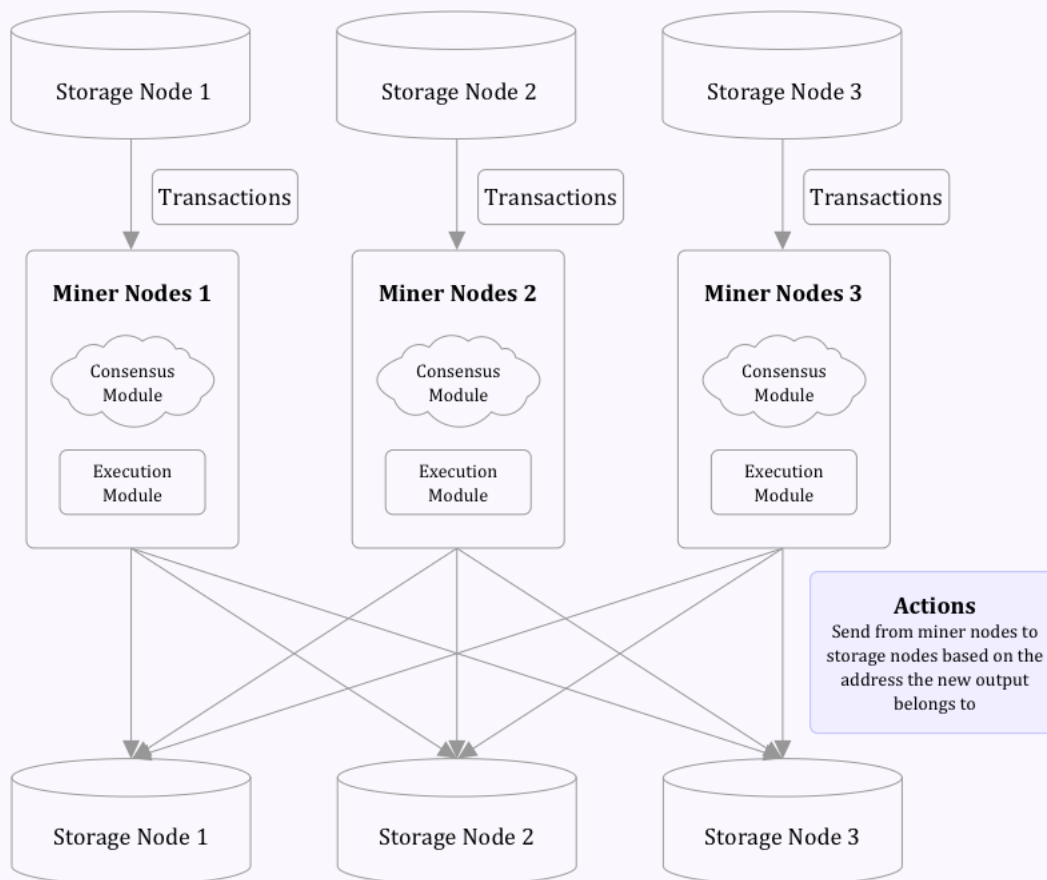 Storage Node 1
Storage Node 2
Storage Node 3
Transactions
Transactions
Transactions
Miner Nodes 1
Miner Nodes 2
Miner Nodes 3
Consensus
Module
Consensus
Module
Consensus
Module
Execution
Module
Execution
Module
Execution
Module
Actions
Send from miner nodes to
storage nodes based on the
address the new output
belongs to
Storage Node 1
Storage Node 2
Storage Node 3